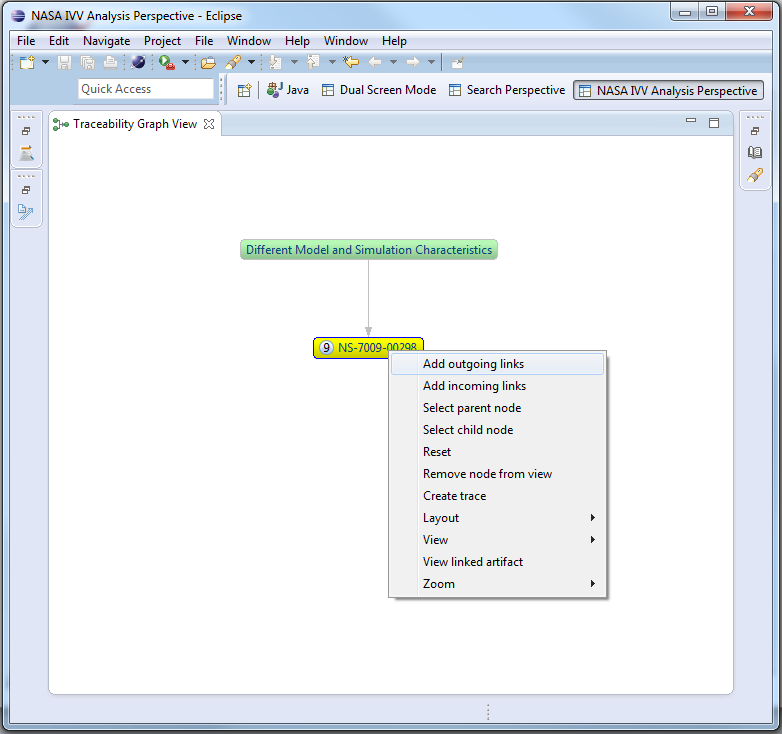 NASA IVV Analysis Perspective - Eclipse
File Edit Navigate Project File Window Help Window Help
Quick Access
Java Dual Screen Mode Search Perspective NASA IVV Analysis Perspective
Traceability Graph View
Different Model and Simulation Characteristics
9 NS-7009-00298
Add outgoing links
Add incoming links
Select parent node
Select child node
Reset
Remove node from view
Create trace
Layout
View
View linked artifact
Zoom